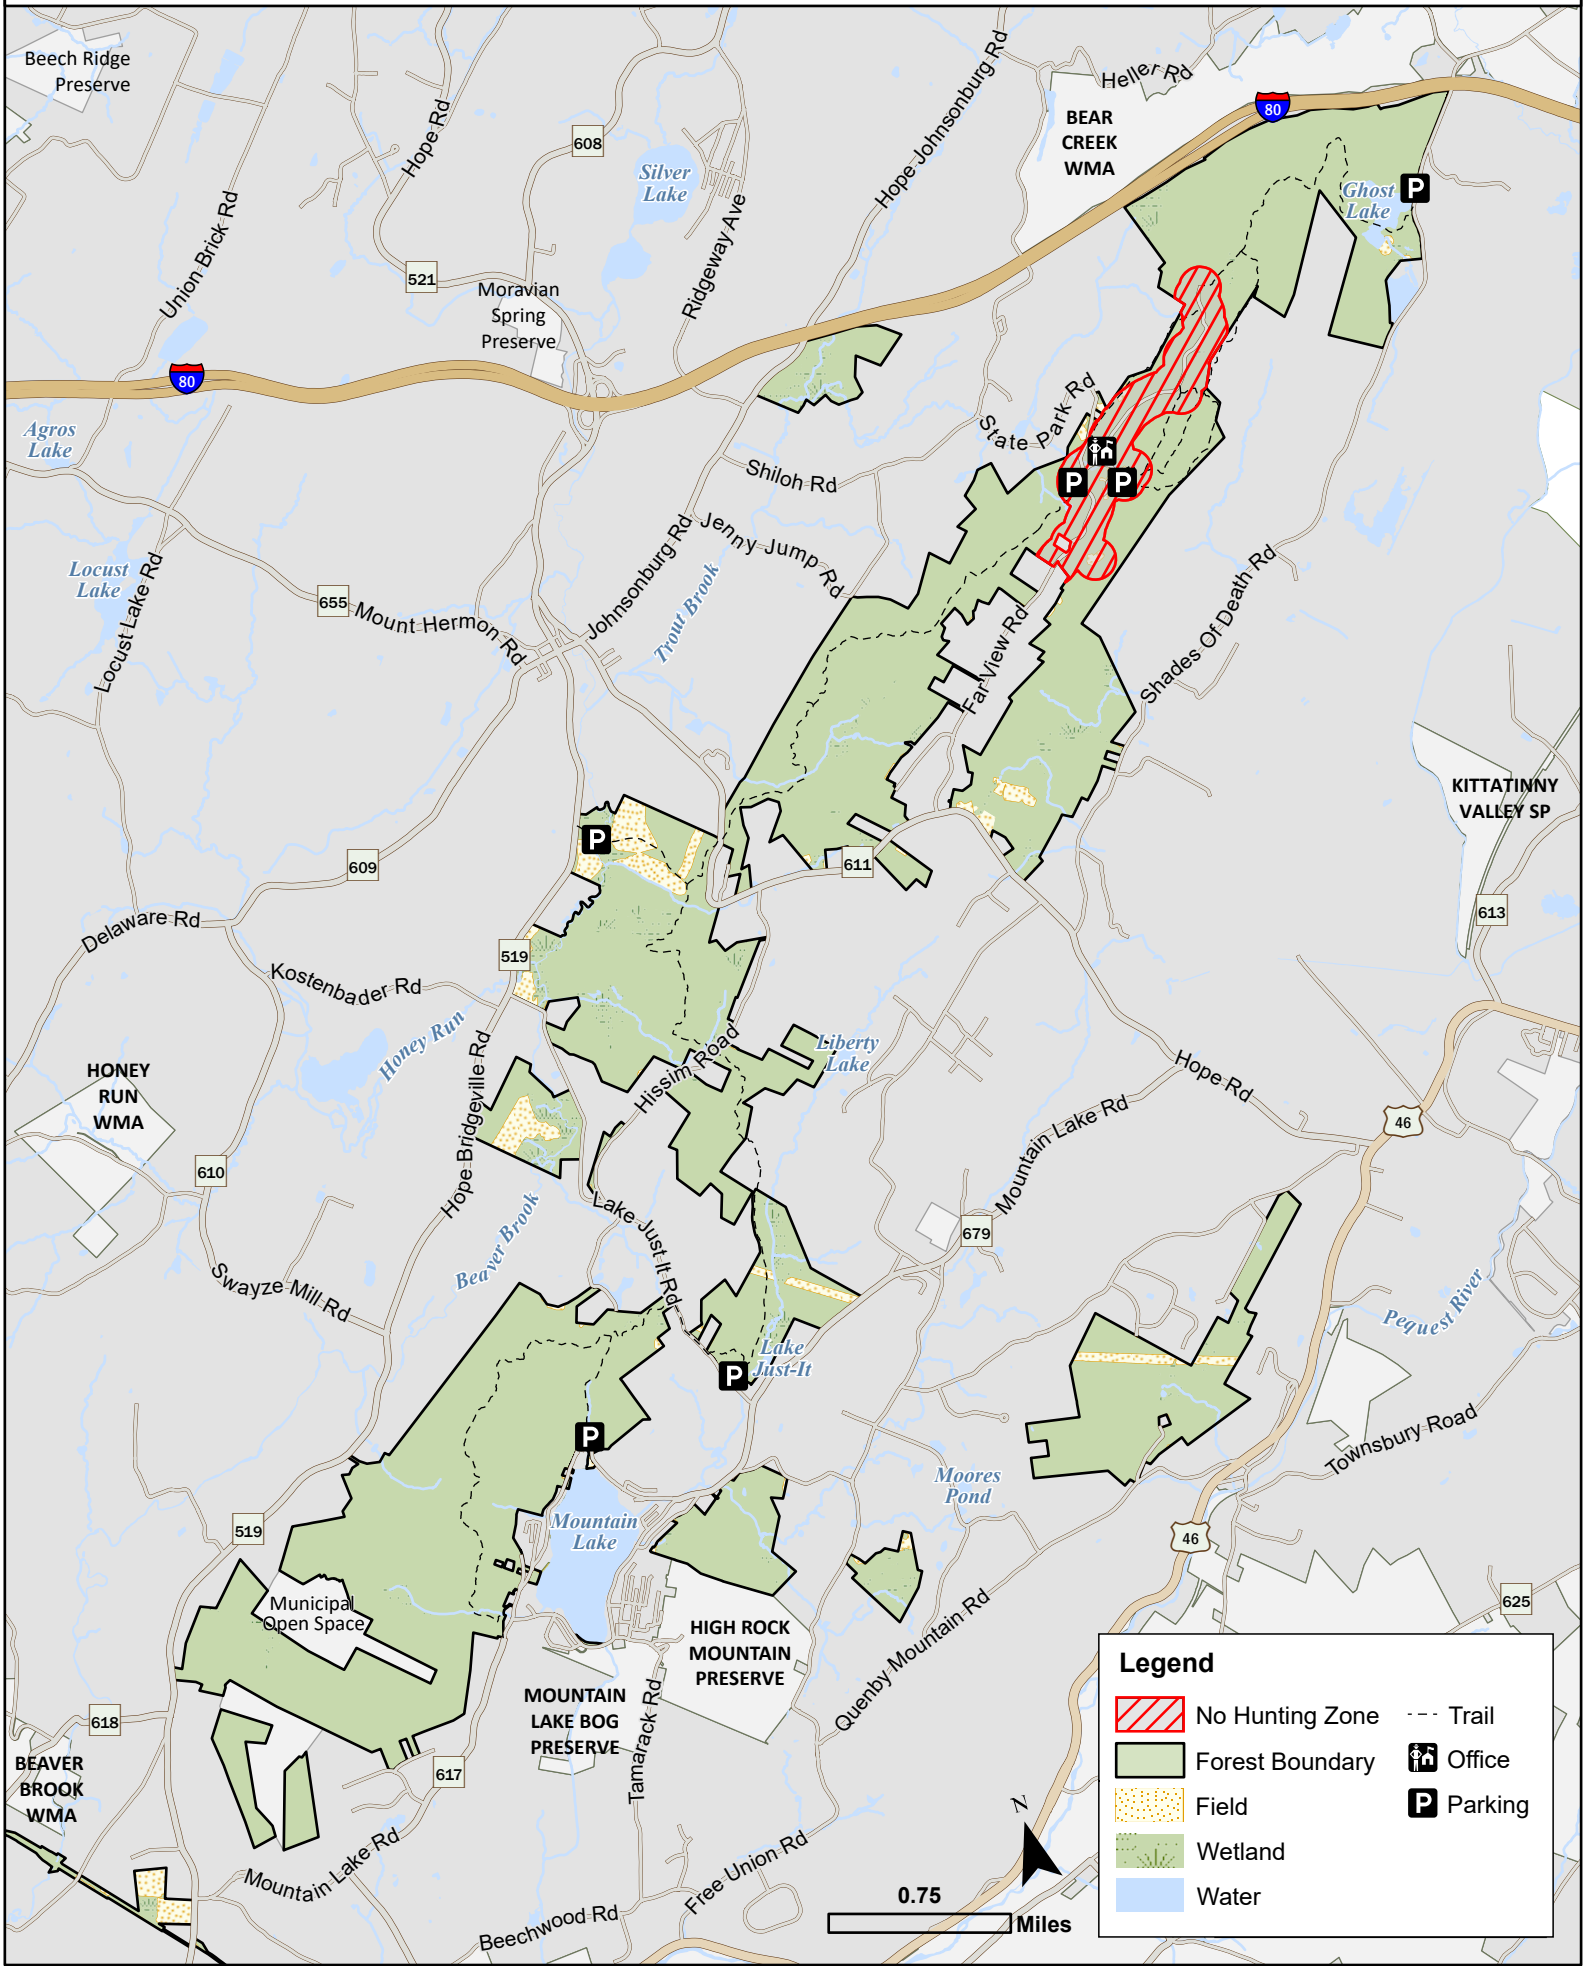 Beech Ridge
Preserve
Hope Rd
608
Silver
Lake
Hope Johnsonburg Rd
Heller Rd
BEAR
CREEK
WMA
80
Ghost
Lake
P
Union Brick Rd
521
Moravian
Spring
Preserve
Ridgeway Ave
80
Agros
Lake
State Park Rd
Shiloh Rd
P
P
Jenny Jump Rd
Locust
Lake
Locust Lake Rd
655
Mount Hermon Rd
Johnsonburg Rd
Trout Brook
Far View Rd
Shades Of Death Rd
KITTATINNY
VALLEY SP
P
609
611
613
Delaware Rd
519
Kostenbader Rd
Honey Run
Hope Bridgeville Rd
Hissim Road
Liberty
Lake
Hope Rd
HONEY
RUN
WMA
Mountain Lake Rd
46
610
Beaver Brook
Lake Just It Rd
679
Swayze Mill Rd
Pequest River
Lake
Just-It
P
P
Townsbury Road
Moores
Pond
Mountain
Lake
519
46
Municipal
Open Space
625
HIGH ROCK
MOUNTAIN
PRESERVE
Quenby Mountain Rd
MOUNTAIN
LAKE BOG
PRESERVE
Tamarack Rd
618
BEAVER
BROOK
WMA
617
Mountain Lake Rd
Free Union Rd
Beechwood Rd
N
0.75
Miles
Legend
No Hunting Zone
Forest Boundary
Field
Wetland
Water
Trail
Office
P Parking